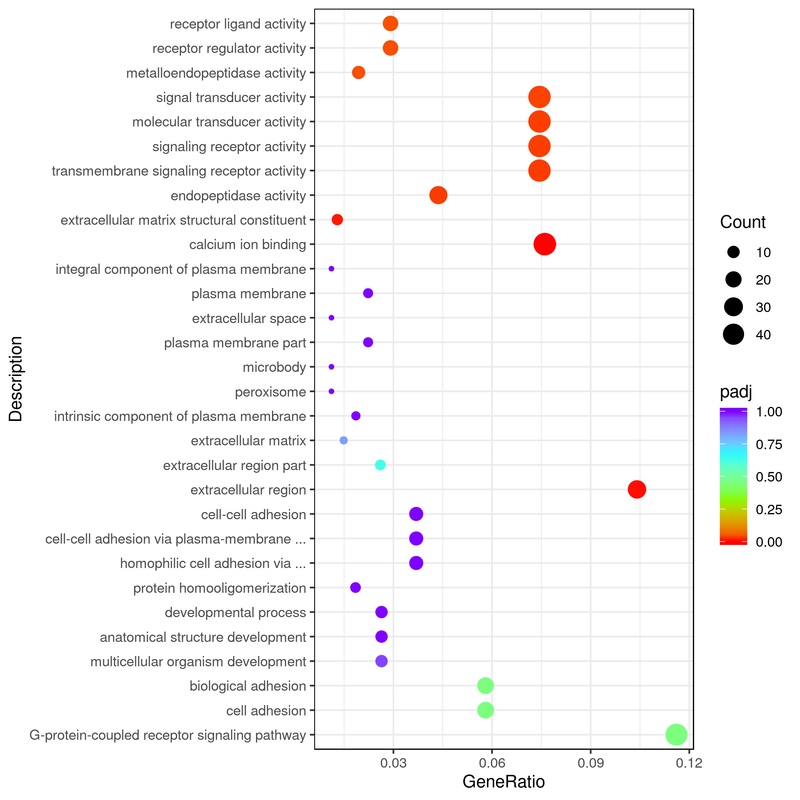 receptor ligand activity
receptor regulator activity
metalloendopeptidase activity
signal transducer activity
molecular transducer activity
signaling receptor activity
transmembrane signaling receptor activity
endopeptidase activity
extracellular matrix structural constituent
calcium ion binding
integral component of plasma membrane
plasma membrane
extracellular space
plasma membrane part
microbody
peroxisome
intrinsic component of plasma membrane
extracellular matrix
extracellular region part
extracellular region
cell-cell adhesion
cell-cell adhesion via plasma-membrane ...
homophilic cell adhesion via ...
protein homooligomerization
developmental process
anatomical structure development
multicellular organism development
biological adhesion
cell adhesion
G-protein-coupled receptor signaling pathway
Description
0.03 0.06 0.09 0.12
GeneRatio
Count
10
20
30
40
padj
1.00
0.75
0.50
0.25
0.00